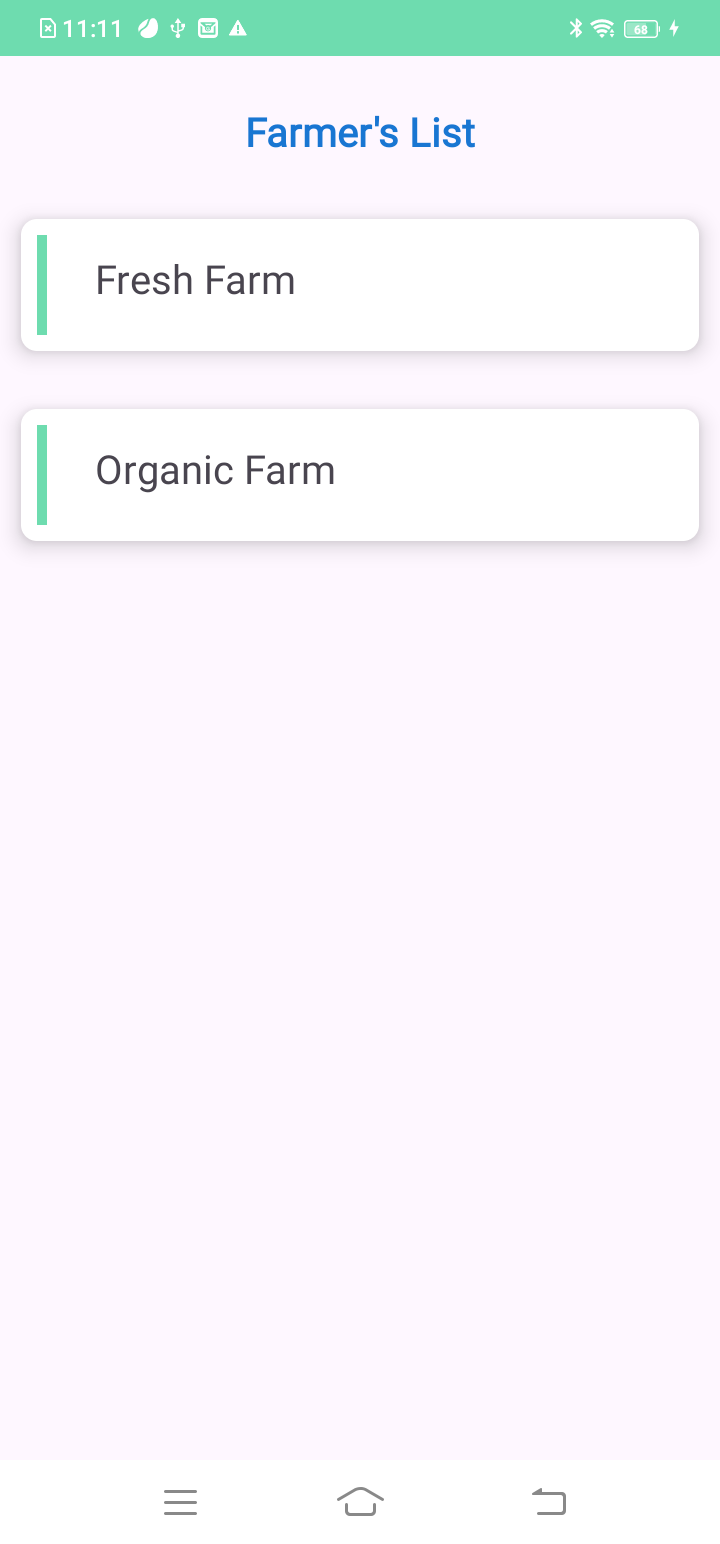 11:11
68
Farmer's List
Fresh Farm
Organic Farm